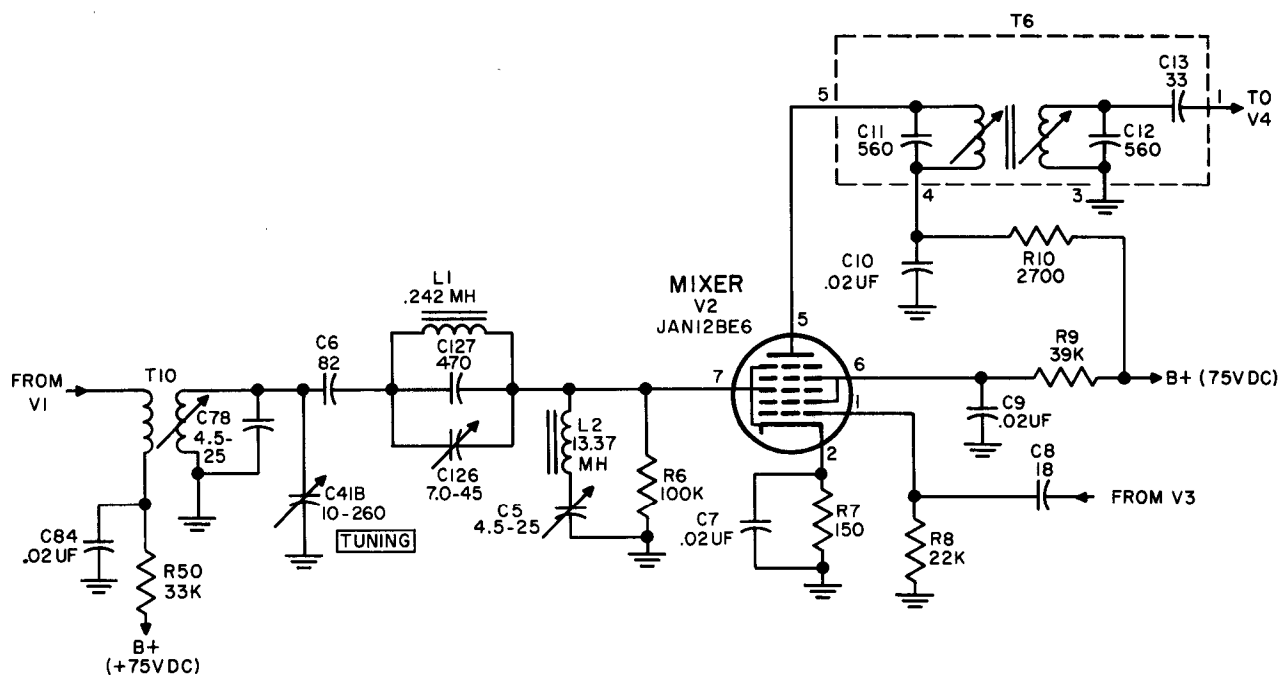 T6
C13
33
5
1
TO
V4
C11
560
C12
560
4
3
C10
.02UF
R10
2700
L1
.242 MH
MIXER
V2
JAN12BE6
5
C6
82
C127
470
R9
39K
FROM
V1
T10
7
6
B+ (75VDC)
C78
4.5-
25
1
C9
.02UF
L2
13.37
MH
2
C8
18
C126
7.0-45
R6
100K
C41B
10-260
C5
4.5-25
FROM V3
C7
.02UF
R7
150
TUNING
C84
.02UF
R8
22K
R50
33K
B+
(+75VDC)